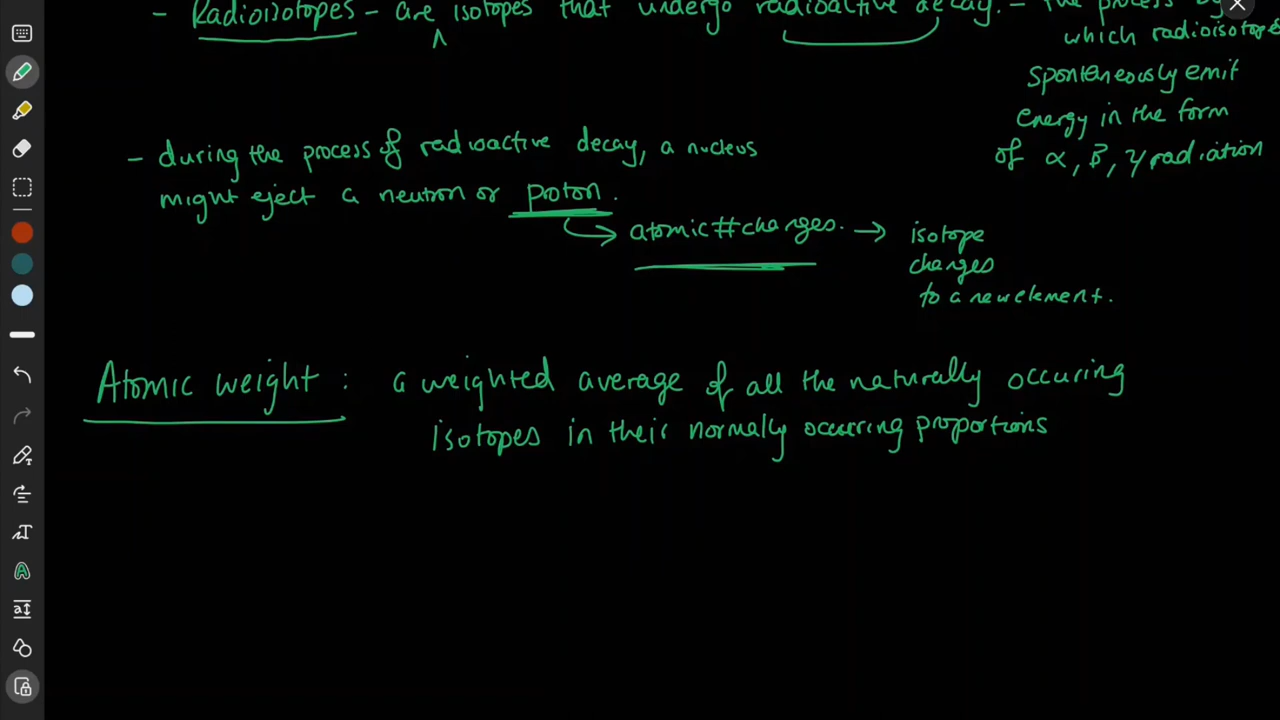 - Radioisotopes - are isotopes that undergo radioactive decay. - the process by
which radioisotope
spontaneously emit
energy in the form
of α, β, γ radiation
- during the process of radioactive decay, a nucleus
might eject a neutron or proton.
atomic # changes. → isotope
changes
to a new element.
Atomic weight : a weighted average of all the naturally occuring
isotopes in their normally occurring proportions